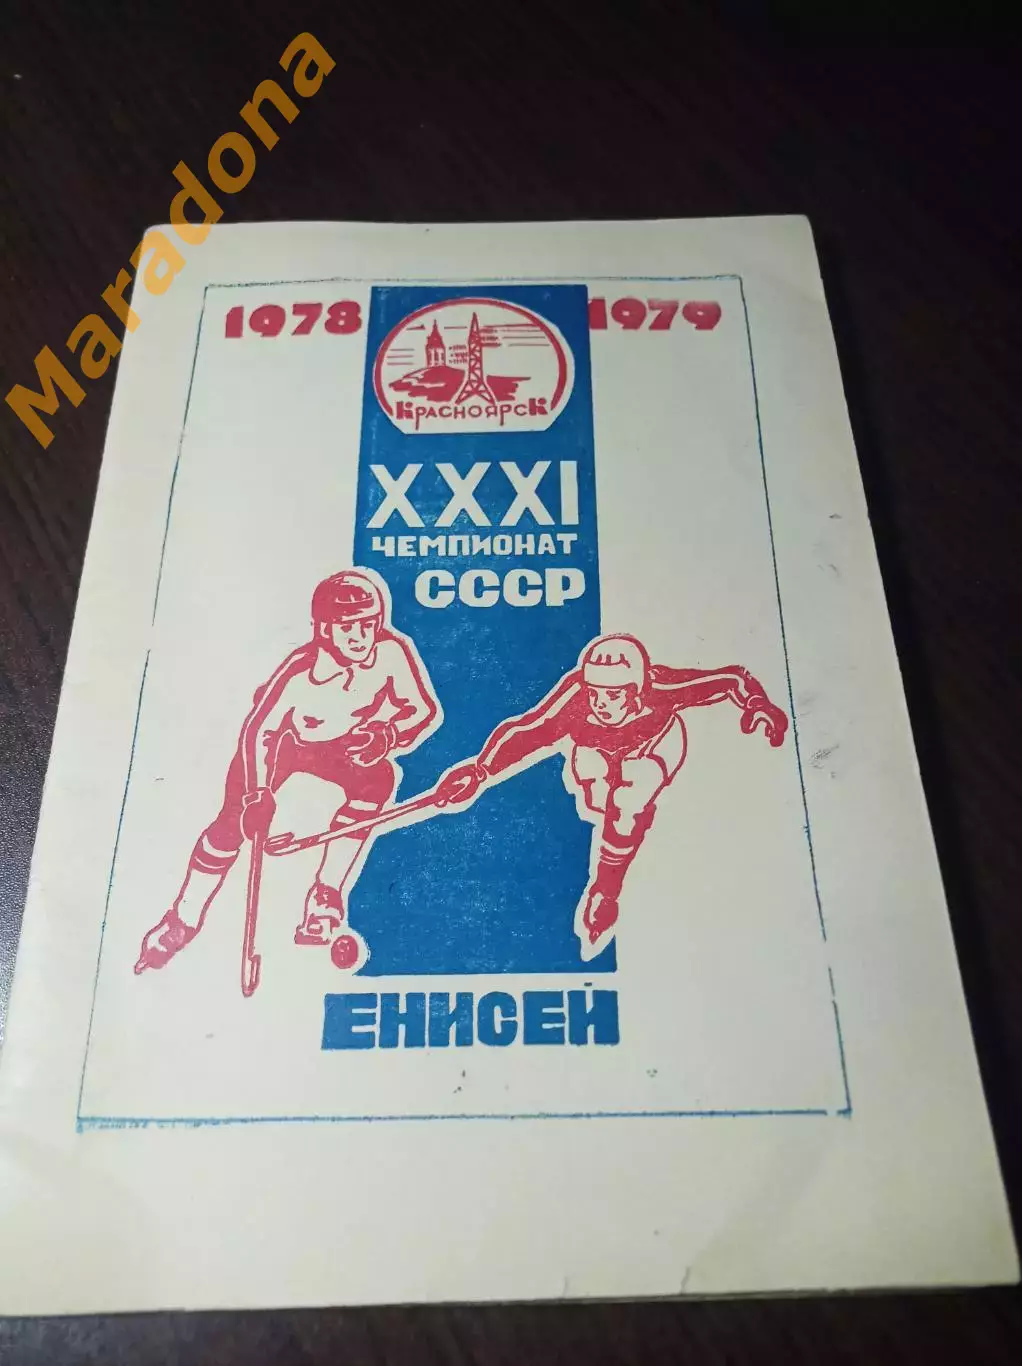 Maradona
1978 1979
КРАСНОЯРСК
XXXI
ЧЕМПИОНАТ
СССР
ЕНИСЕЙ